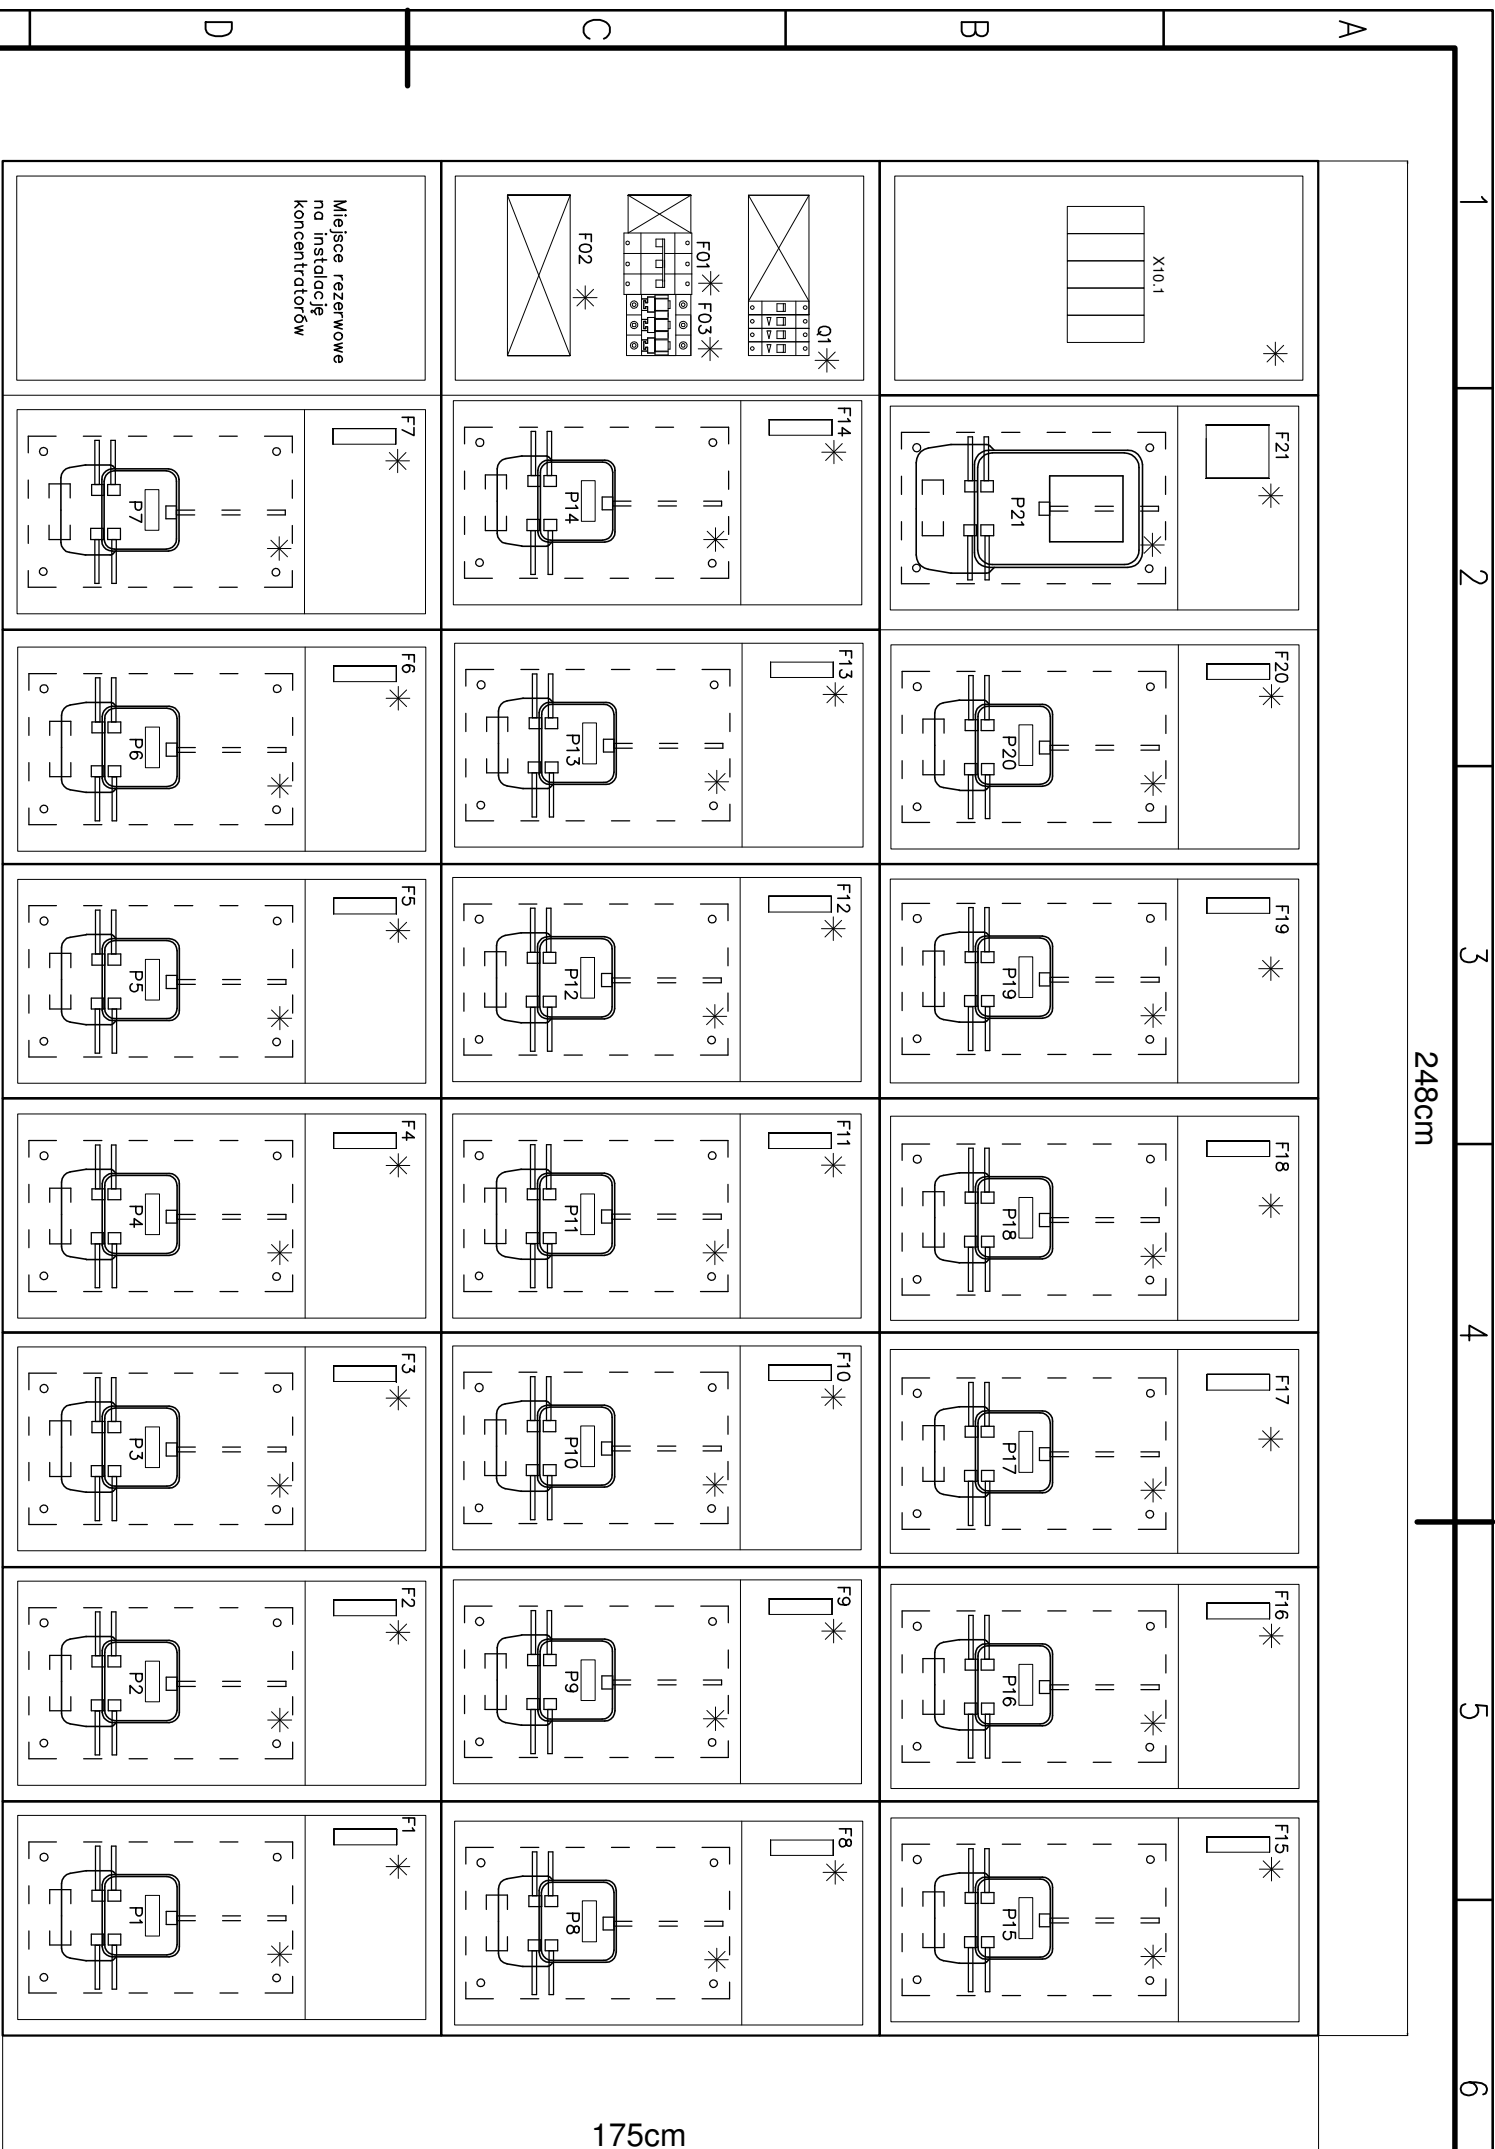 1
2
3
4
5
6
A
B
C
D
248cm
X10.1
F21
P21
F20
P20
F19
P19
F18
P18
F17
P17
F16
P16
F15
P15
Q1
F01
F03
F02
F14
P14
F13
P13
F12
P12
F11
P11
F10
P10
F9
P9
F8
P8
Miejsce rezerwowe
na instalację
koncentratorów
F7
P7
F6
P6
F5
P5
F4
P4
F3
P3
F2
P2
F1
P1
175cm